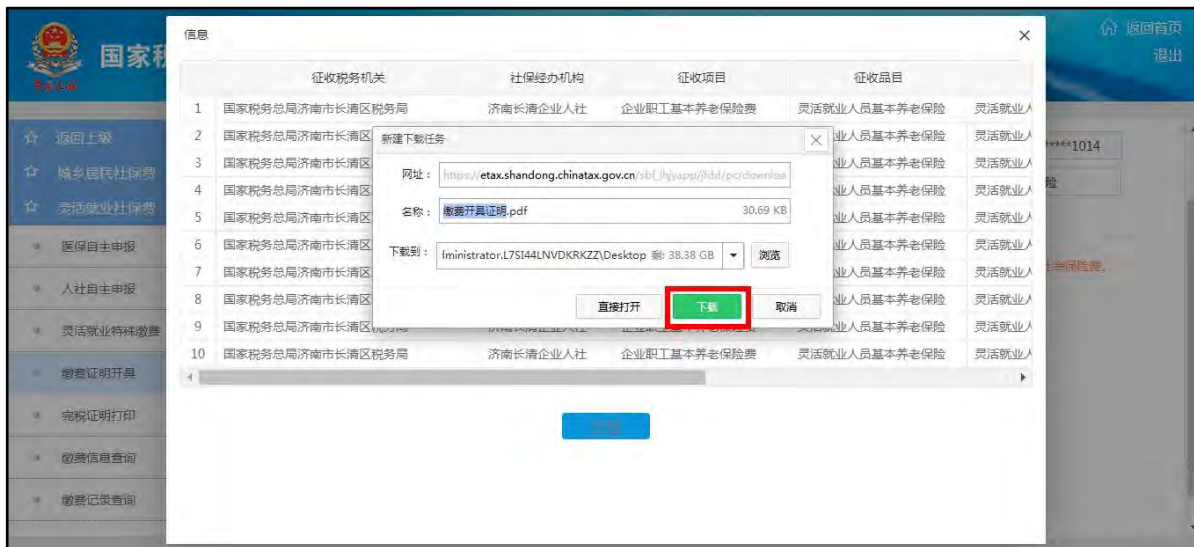 国家税
返回首页
退出
信息
征收税务机关 社保经办机构 征收项目 征收品目
1 国家税务总局济南市长清区税务局 济南长清企业人社 企业职工基本养老保险费 灵活就业人员基本养老保险 灵活就业人
2 国家税务总局济南市长清区 业人员基本养老保险 灵活就业人
3 国家税务总局济南市长清区 业人员基本养老保险 灵活就业人
4 国家税务总局济南市长清区 业人员基本养老保险 灵活就业人
5 国家税务总局济南市长清区 业人员基本养老保险 灵活就业人
6 国家税务总局济南市长清区 业人员基本养老保险 灵活就业人
7 国家税务总局济南市长清区 业人员基本养老保险 灵活就业人
8 国家税务总局济南市长清区 业人员基本养老保险 灵活就业人
9 国家税务总局济南市长清区 业人员基本养老保险 灵活就业人
10 国家税务总局济南市长清区税务局 济南长清企业人社 企业职工基本养老保险费 灵活就业人员基本养老保险 灵活就业人
新建下载任务
网址： https://etax.shandong.chinatax.gov.cn/sbf_lhjyapp/jfdd/pc/downloa
名称： 缴费开具证明.pdf 30.69 KB
下载到： lministrator.L7SI44LNVDKRKZZ\Desktop 剩: 38.38 GB 浏览
直接打开 下载 取消
返回上级
城乡居民社保费
灵活就业社保费
医保自主申报
人社自主申报
灵活就业特殊缴费
缴费证明开具
完税证明打印
缴费信息查询
缴费记录查询
*****1014
险
社会保险费，